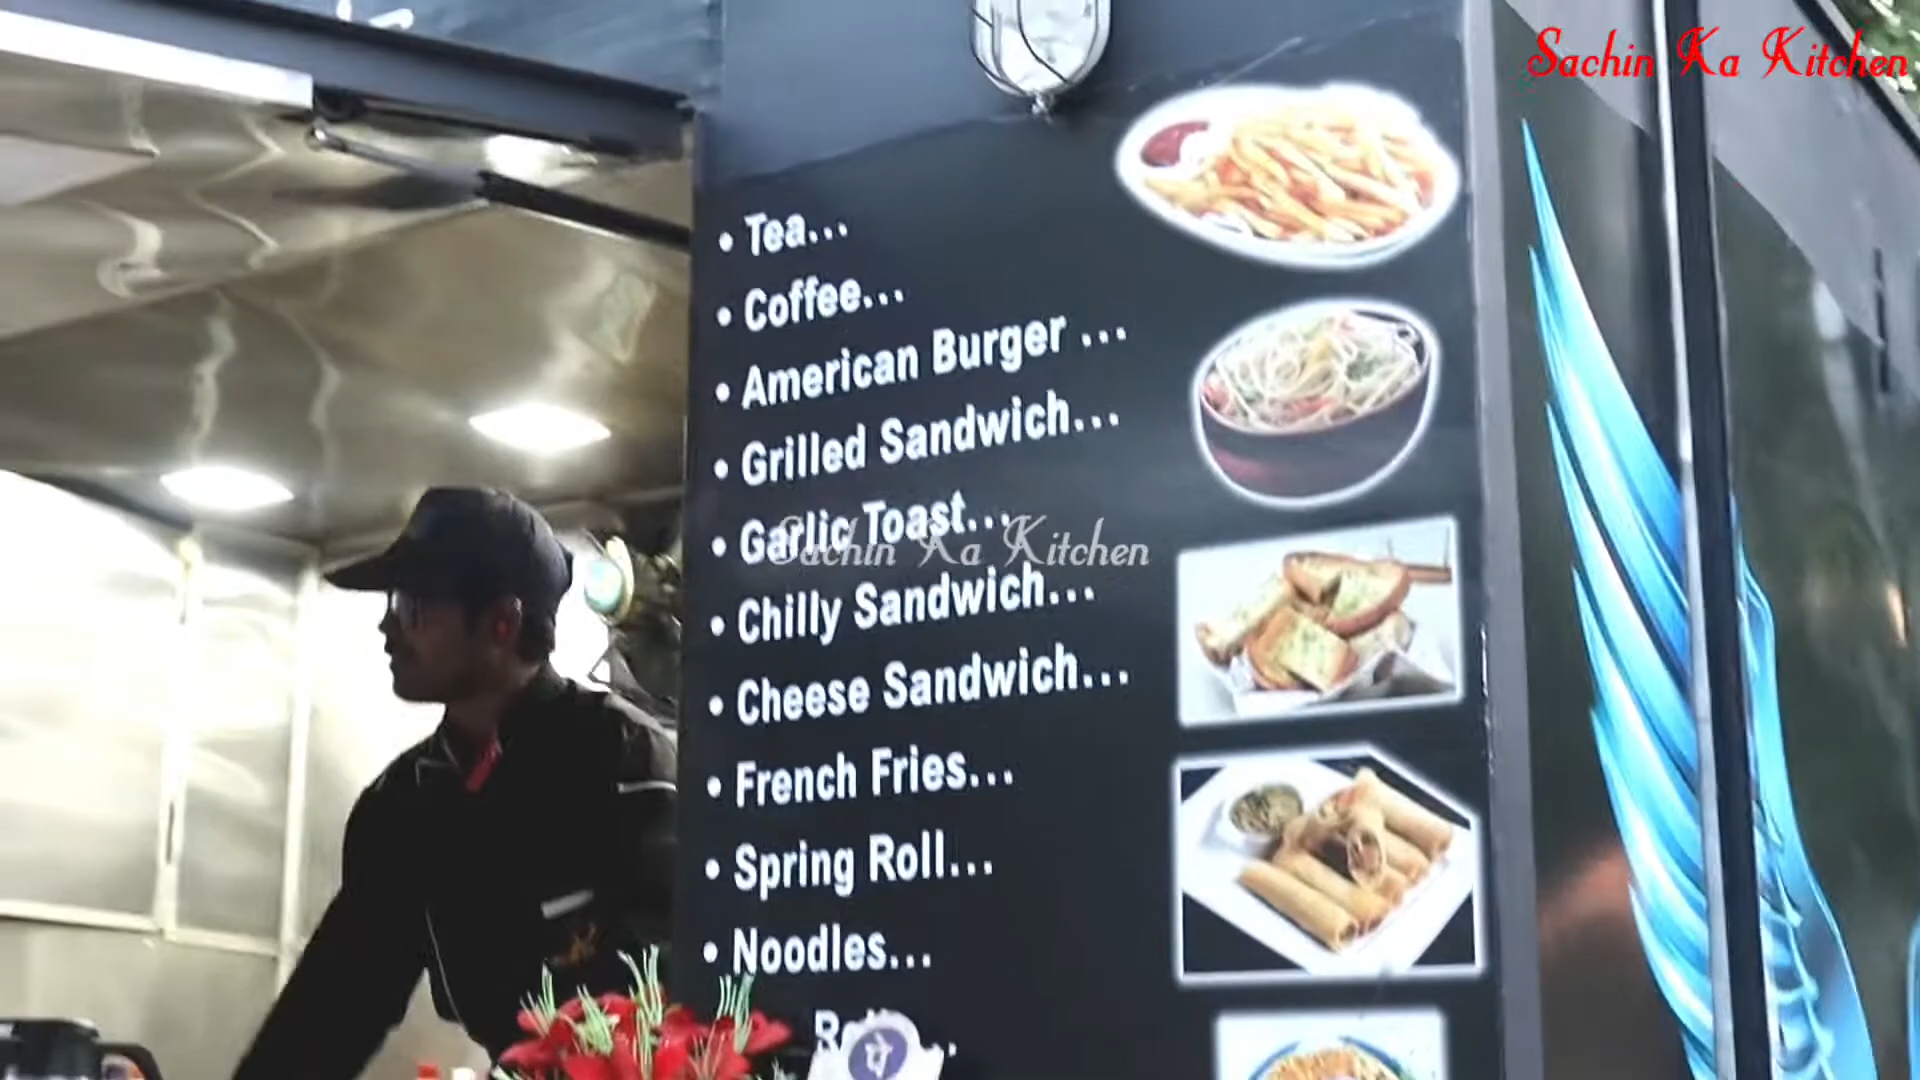 Sachin Ka Kitchen
• Tea...
• Coffee...
• American Burger ...
• Grilled Sandwich...
• Garlic Toast...
Sachin Ka Kitchen
• Chilly Sandwich...
• Cheese Sandwich...
• French Fries...
• Spring Roll...
• Noodles...
पे